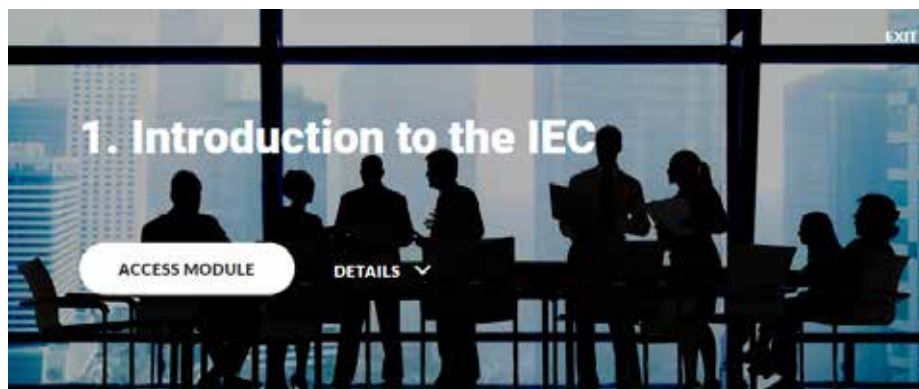 EXIT
1. Introduction to the IEC
ACCESS MODULE
DETAILS